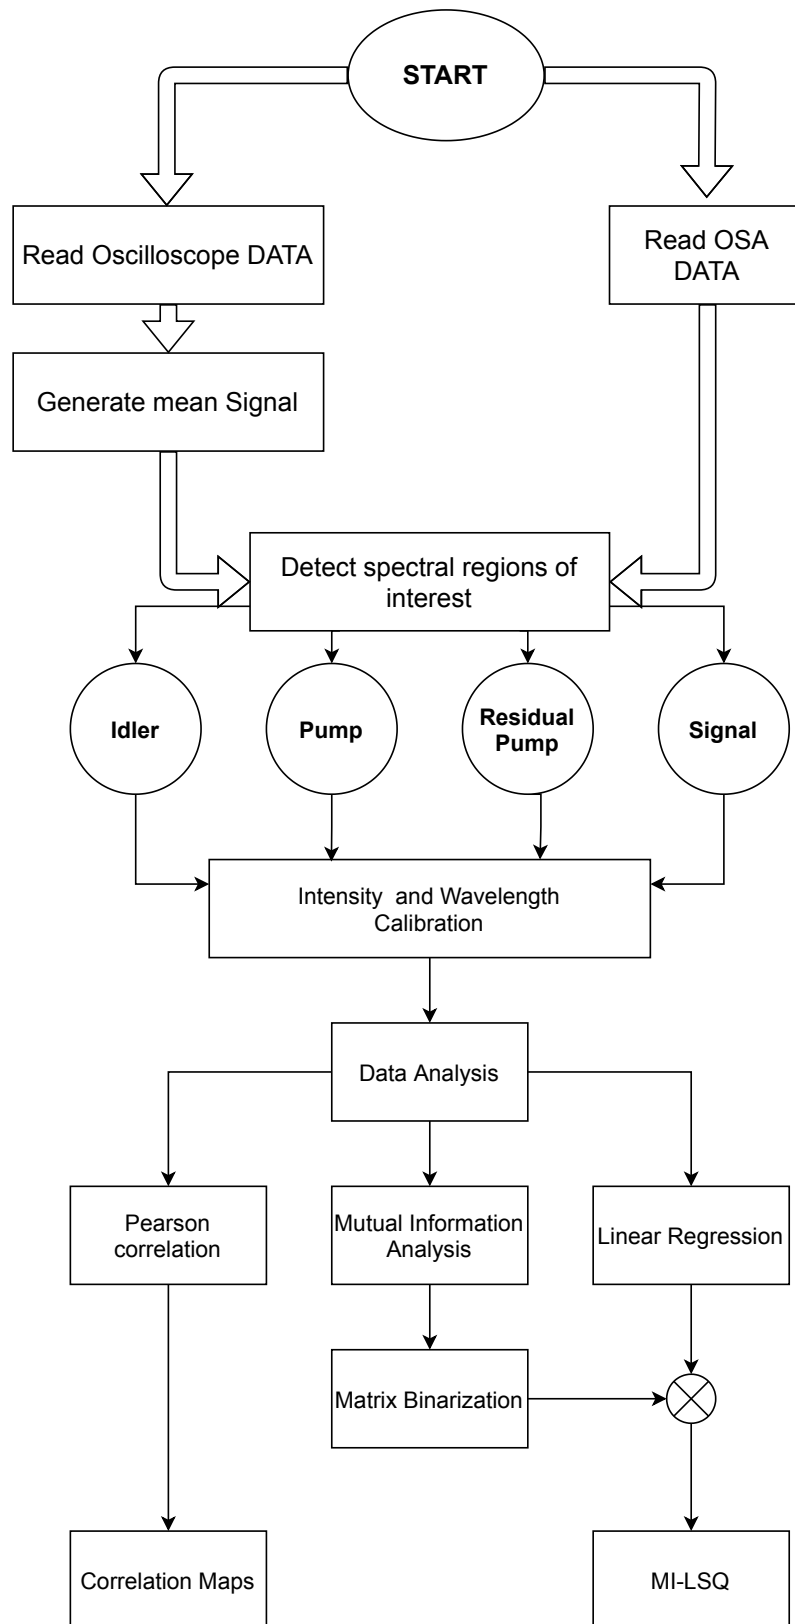 START
Read Oscilloscope DATA
Read OSA
DATA
Generate mean Signal
Detect spectral regions of
interest
Idler
Pump
Residual
Pump
Signal
Intensity and Wavelength
Calibration
Data Analysis
Pearson
correlation
Mutual Information
Analysis
Linear Regression
Matrix Binarization
Correlation Maps
MI-LSQ